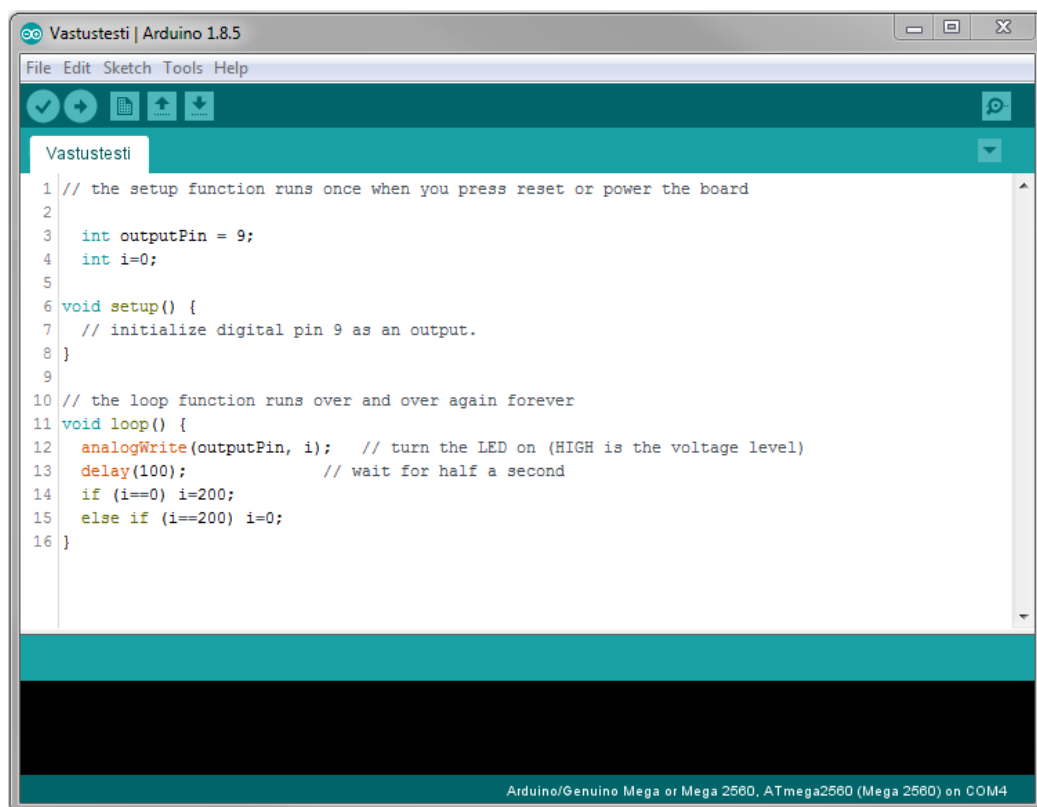 Vastustesti | Arduino 1.8.5
File Edit Sketch Tools Help
Vastustesti
1 // the setup function runs once when you press reset or power the board
2
3   int outputPin = 9;
4   int i=0;
5
6 void setup() {
7   // initialize digital pin 9 as an output.
8 }
9
10 // the loop function runs over and over again forever
11 void loop() {
12   analogWrite(outputPin, i);   // turn the LED on (HIGH is the voltage level)
13   delay(100);               // wait for half a second
14   if (i==0) i=200;
15   else if (i==200) i=0;
16 }
Arduino/Genuino Mega or Mega 2560, ATmega2560 (Mega 2560) on COM4